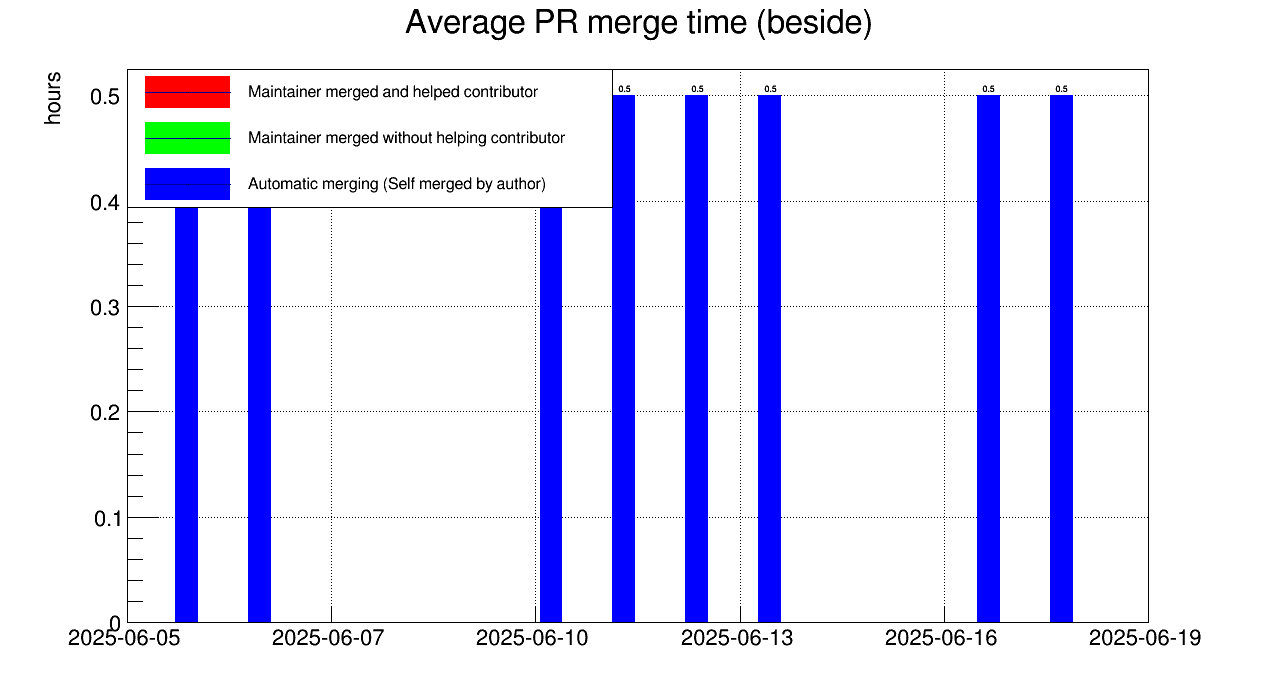 Average PR merge time (beside)
hours
Maintainer merged and helped contributor
Maintainer merged without helping contributor
Automatic merging (Self merged by author)
0.5 0.5 0.5 0.5 0.5
0.5
0.4
0.3
0.2
0.1
0
2025-06-05 2025-06-07 2025-06-10 2025-06-13 2025-06-16 2025-06-19